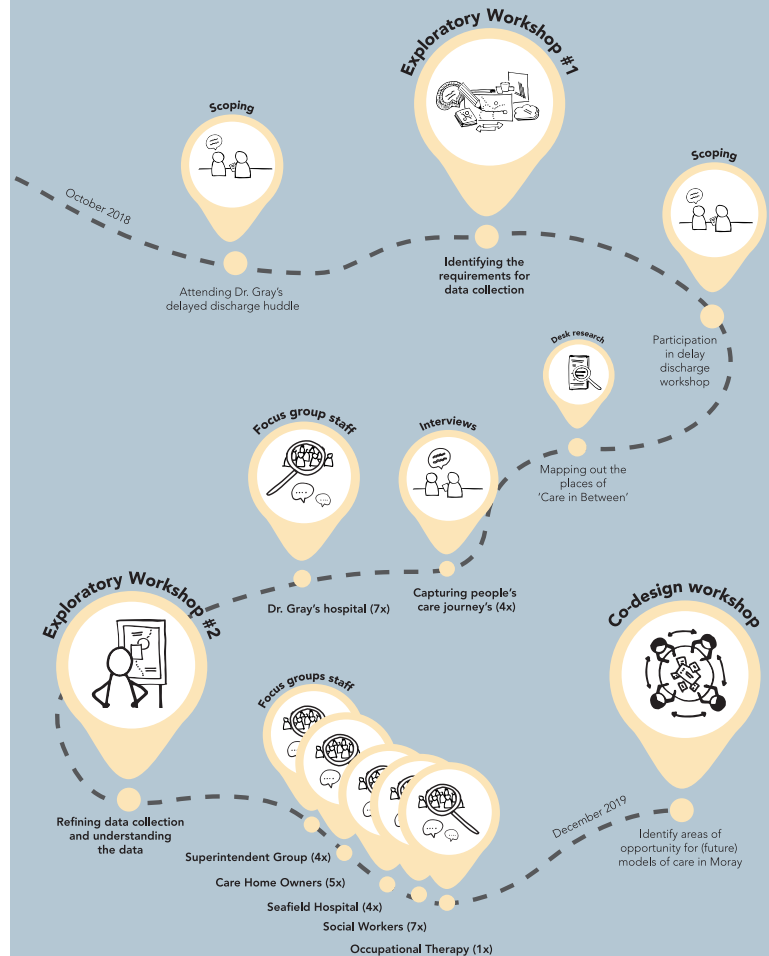 Exploratory Workshop #1
Scoping
Scoping
October 2018
Identifying the
requirements for
data collection
Attending Dr. Gray's
delayed discharge huddle
Participation
in delay
discharge
workshop
Desk research
Mapping out the
places of
'Care in Between'
Interviews
Capturing people's
care journey's (4x)
Focus group staff
Dr. Gray's hospital (7x)
Exploratory Workshop #2
Refining data collection
and understanding
the data
Focus groups staff
Superintendent Group (4x)
Care Home Owners (5x)
Seafield Hospital (4x)
Social Workers (7x)
Occupational Therapy (1x)
December 2019
Co-design workshop
Identify areas of
opportunity for (future)
models of care in Moray